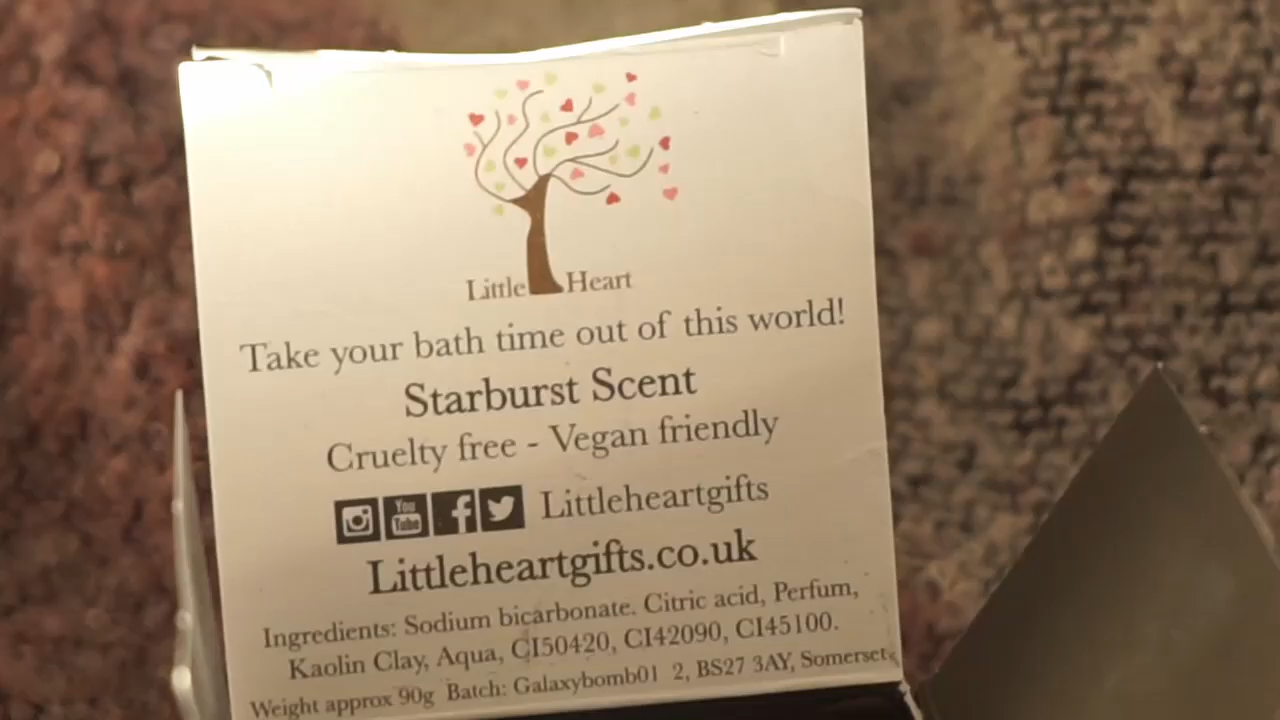 Little Heart
Take your bath time out of this world!
Starburst Scent
Cruelty free - Vegan friendly
You Tube f Littleheartgifts
Littleheartgifts.co.uk
Ingredients: Sodium bicarbonate. Citric acid, Perfum,
Kaolin Clay, Aqua, CI50420, CI42090, CI45100.
Weight approx 90g Batch: Galaxybomb01 2, BS27 3AY, Somerset